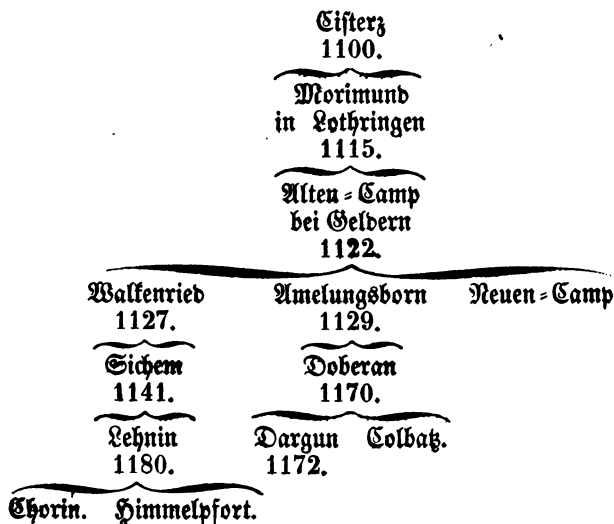 Ciſterz
1100.
Morimund
in Lothringen
1115.
Alten-Camp
bei Geldern
1122.
Walkenried Amelungsborn Neuen-Camp
1127. 1129.
Sichem Doberan
1141. 1170.
Lehnin Dargun Colbatz.
1180. 1172.
Chorin. Himmelpfort.